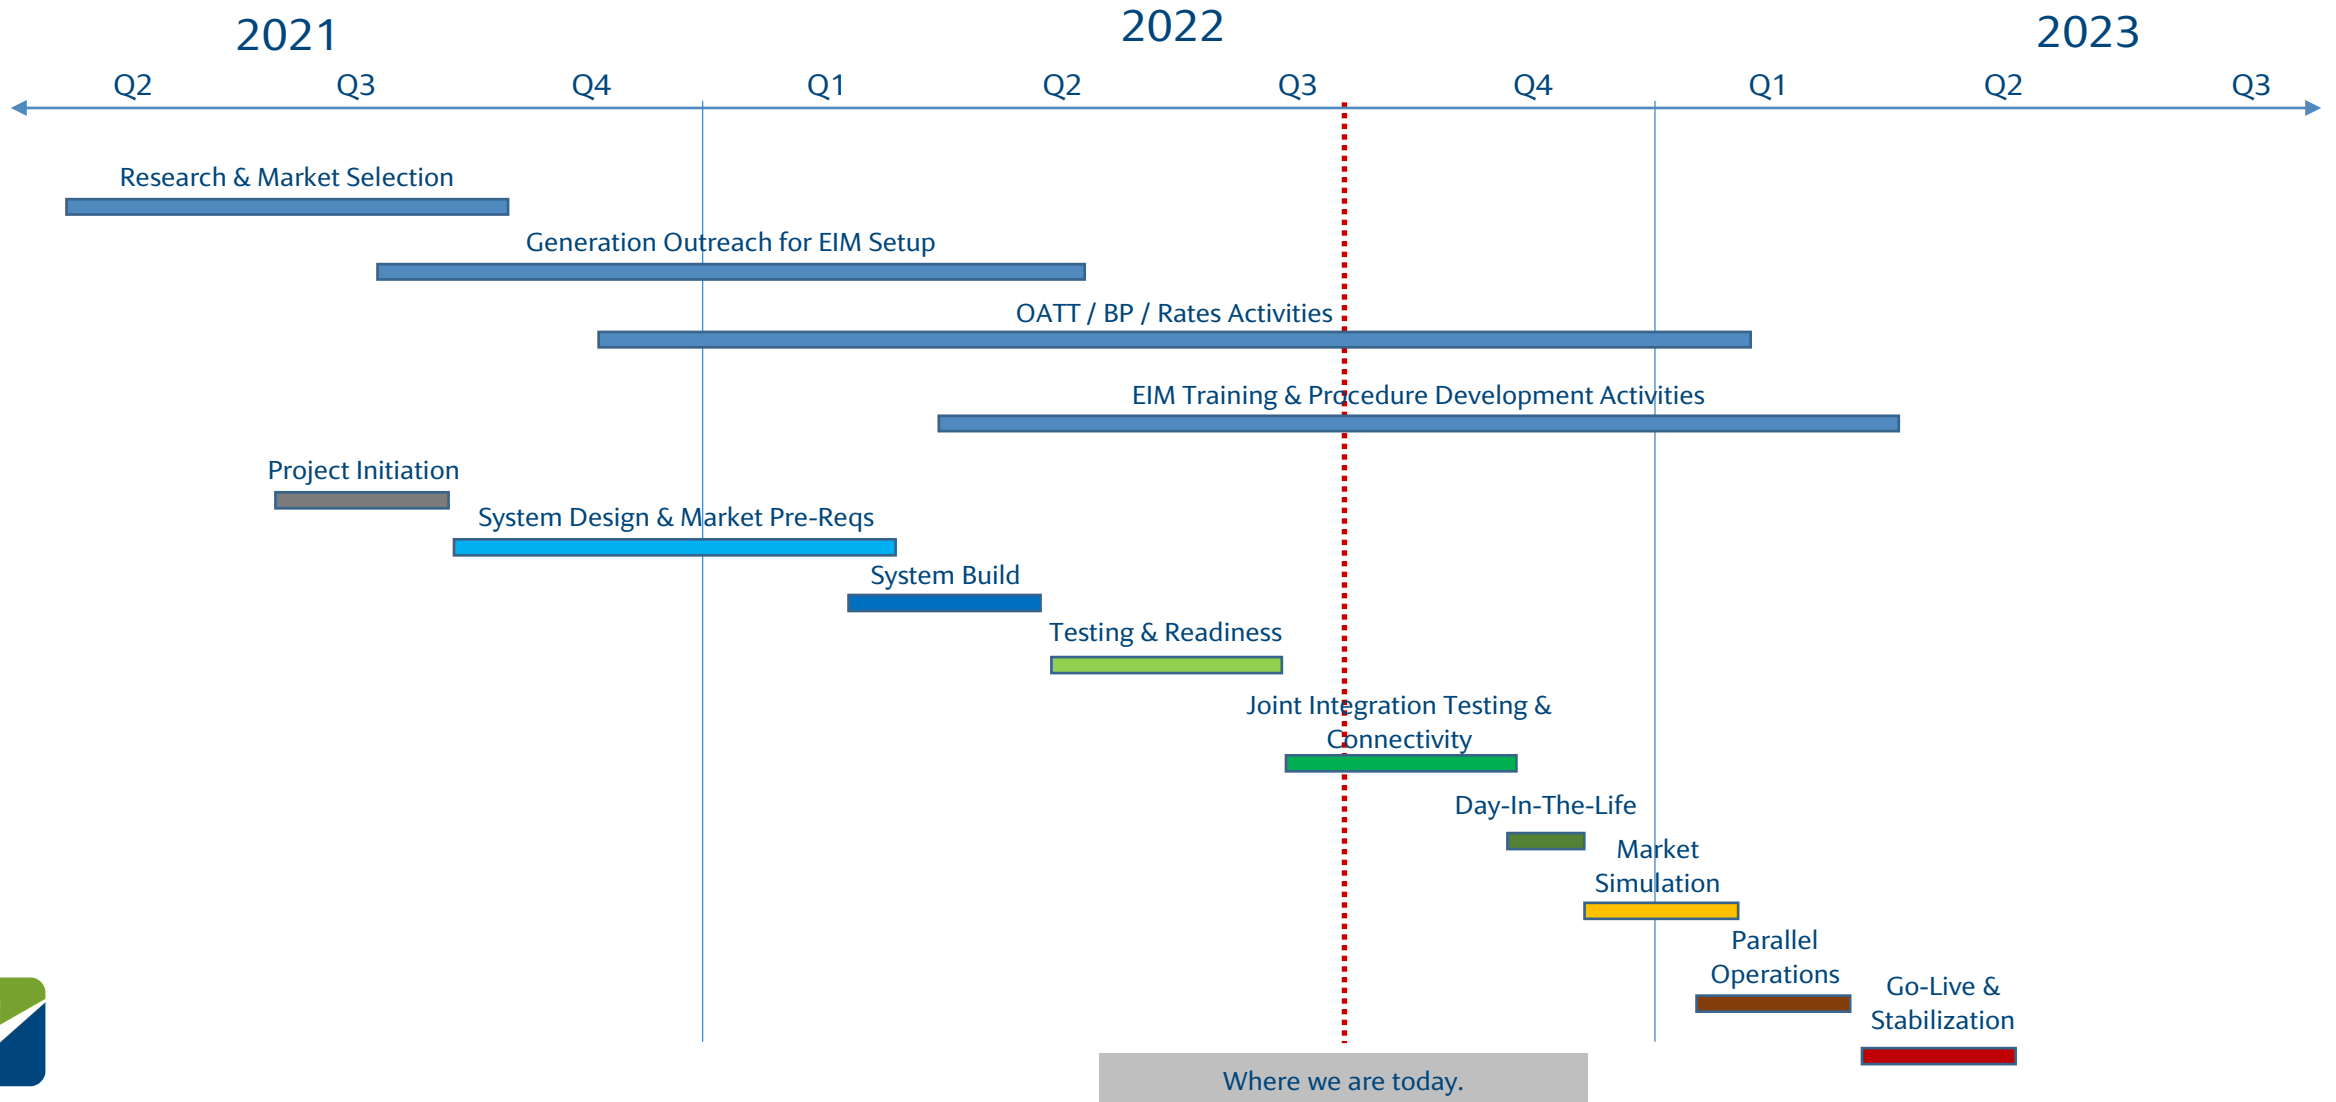 2021
2022
2023
Q2
Q3
Q4
Q1
Q2
Q3
Q4
Q1
Q2
Q3
Research & Market Selection
Generation Outreach for EIM Setup
OATT / BP / Rates Activities
EIM Training & Procedure Development Activities
Project Initiation
System Design & Market Pre-Reqs
System Build
Testing & Readiness
Joint Integration Testing &
Connectivity
Day-In-The-Life
Market
Simulation
Parallel
Operations
Go-Live &
Stabilization
Where we are today.